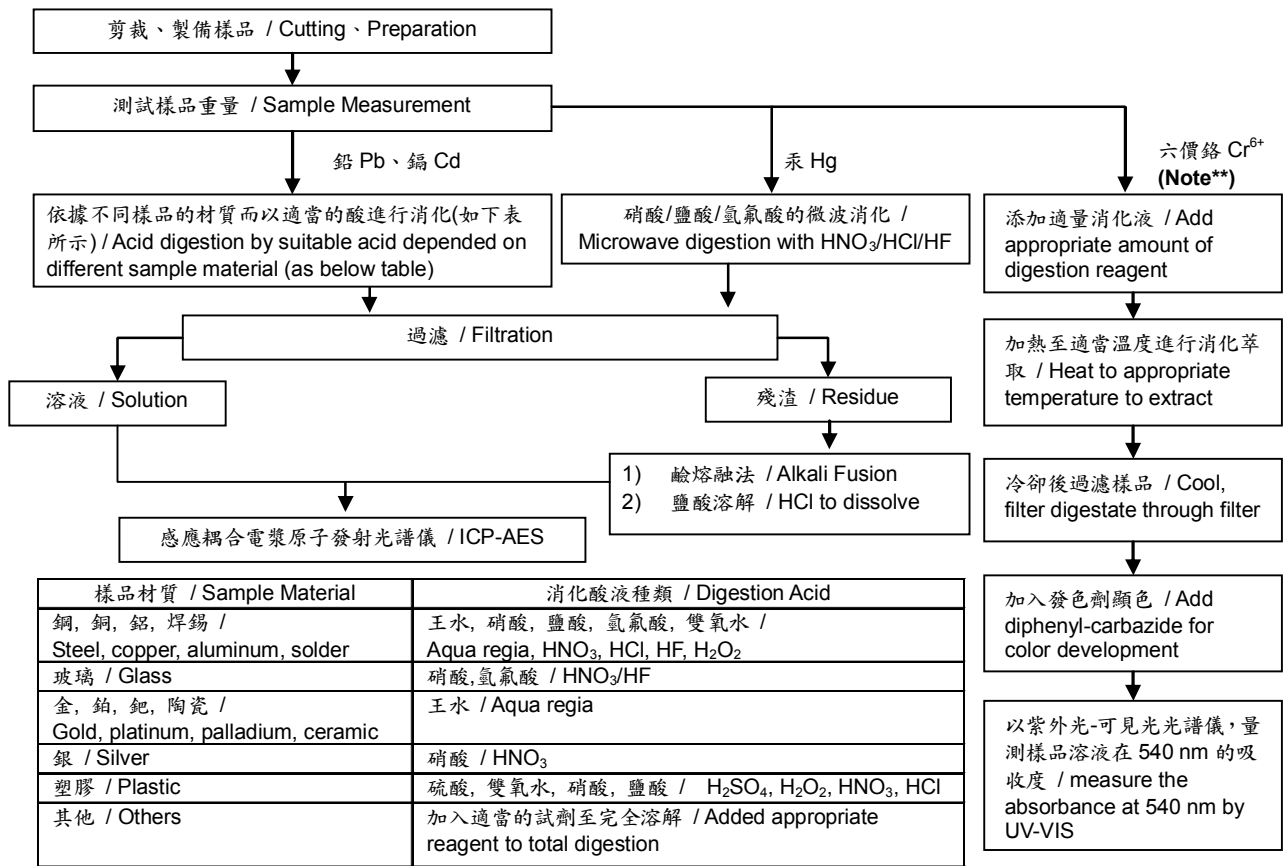 剪裁、製備樣品 / Cutting、Preparation
測試樣品重量 / Sample Measurement
鉛 Pb、鎘 Cd
汞 Hg
六價鉻 Cr⁶⁺
(Note**)
依據不同樣品的材質而以適當的酸進行消化(如下表
所示) / Acid digestion by suitable acid depended on
different sample material (as below table)
硝酸/鹽酸/氫氟酸的微波消化 /
Microwave digestion with HNO₃/HCl/HF
添加適量消化液 / Add
appropriate amount of
digestion reagent
過濾 / Filtration
加熱至適當溫度進行消化萃
取 / Heat to appropriate
temperature to extract
溶液 / Solution
殘渣 / Residue
1) 鹼熔融法 / Alkali Fusion
2) 鹽酸溶解 / HCl to dissolve
冷卻後過濾樣品 / Cool,
filter digestate through filter
感應耦合電漿原子發射光譜儀 / ICP-AES
加入發色劑顯色 / Add
diphenyl-carbazide for
color development
以紫外光-可見光光譜儀，量
測樣品溶液在 540 nm 的吸
收度 / measure the
absorbance at 540 nm by
UV-VIS
樣品材質 / Sample Material 消化酸液種類 / Digestion Acid
鋼, 銅, 鋁, 焊錫 / 王水, 硝酸, 鹽酸, 氫氟酸, 雙氧水 /
Steel, copper, aluminum, solder Aqua regia, HNO₃, HCl, HF, H₂O₂
玻璃 / Glass 硝酸,氫氟酸 / HNO₃/HF
金, 鉑, 鈀, 陶瓷 / 王水 / Aqua regia
Gold, platinum, palladium, ceramic
銀 / Silver 硝酸 / HNO₃
塑膠 / Plastic 硫酸, 雙氧水, 硝酸, 鹽酸 / H₂SO₄, H₂O₂, HNO₃, HCl
其他 / Others 加入適當的試劑至完全溶解 / Added appropriate
reagent to total digestion